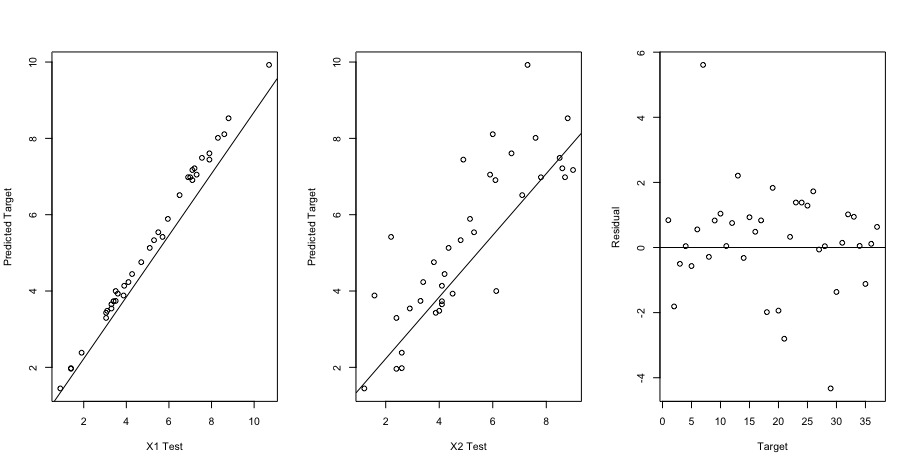 10
8
6
4
2
Predicted Target
2 4 6 8 10
X1 Test
10
8
6
4
2
Predicted Target
2 4 6 8
X2 Test
6
4
2
0
-2
-4
Residual
0 5 10 15 20 25 30 35
Target